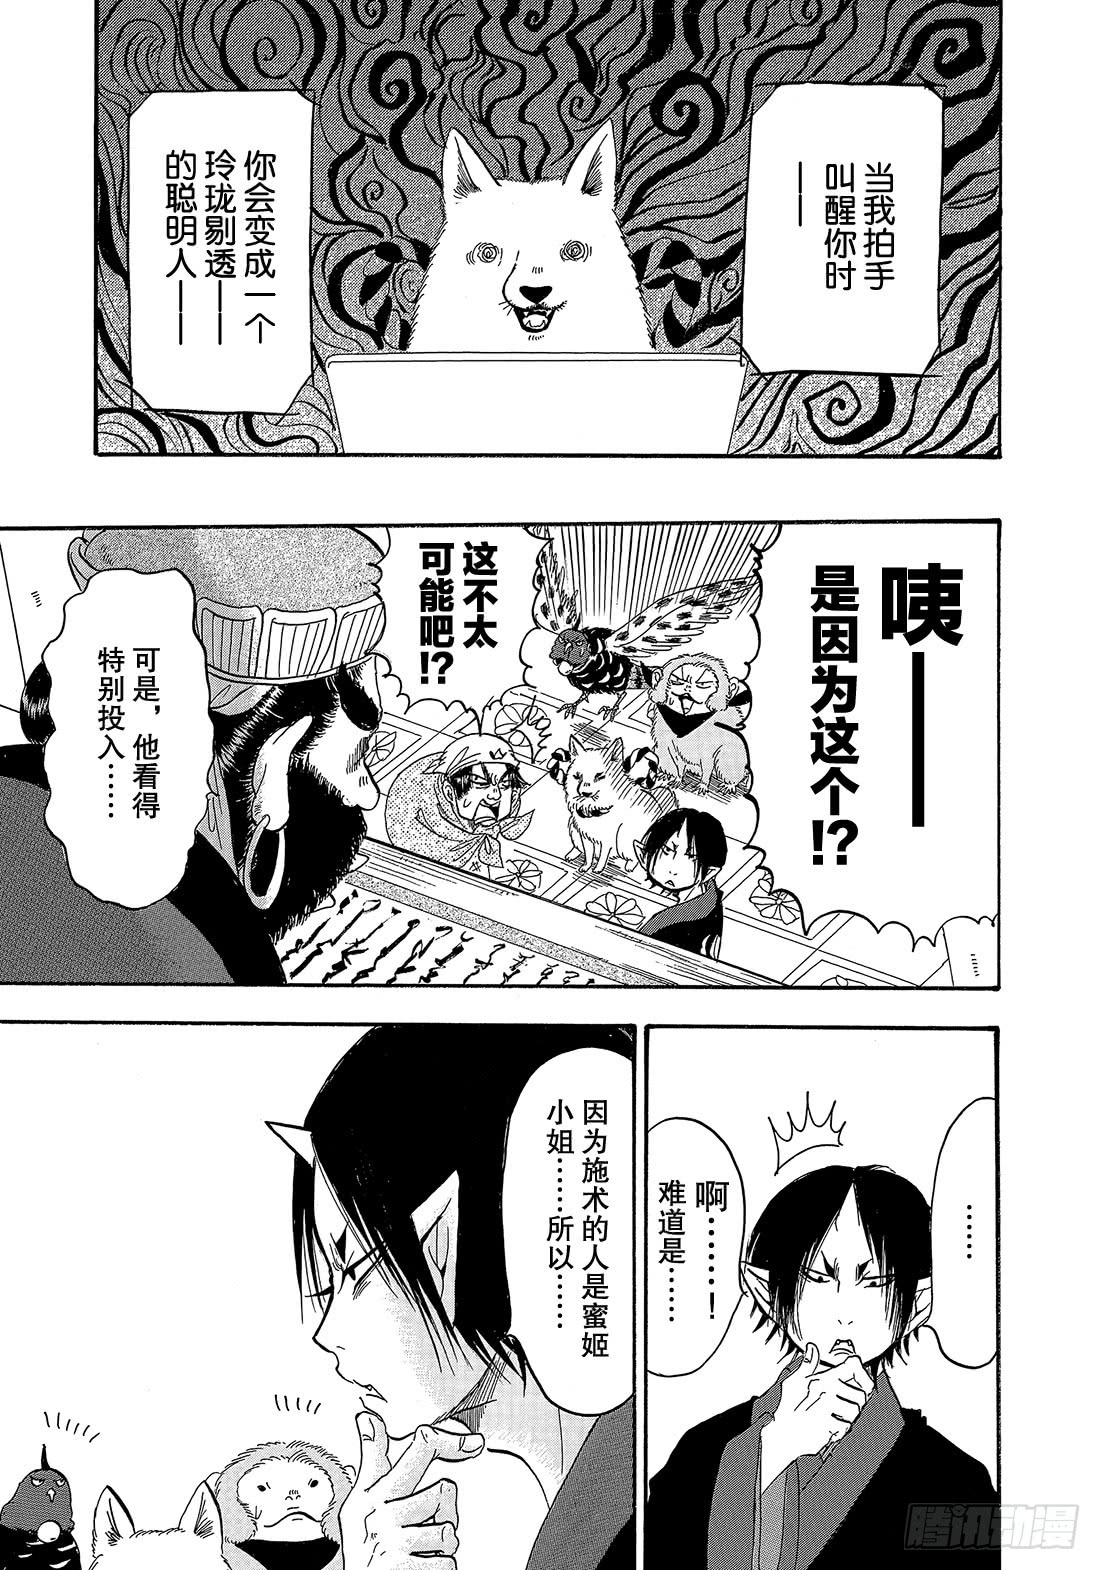 当我拍手
叫醒你时
——
你会变成一个
玲珑剔透——
的聪明人——
咦——
是因为这个!?
这不太
可能吧!?
可是，他看得
特别投入……
……
啊……!
难道是……
因为施术的人是蜜姬
小姐……所以……
腾讯动漫